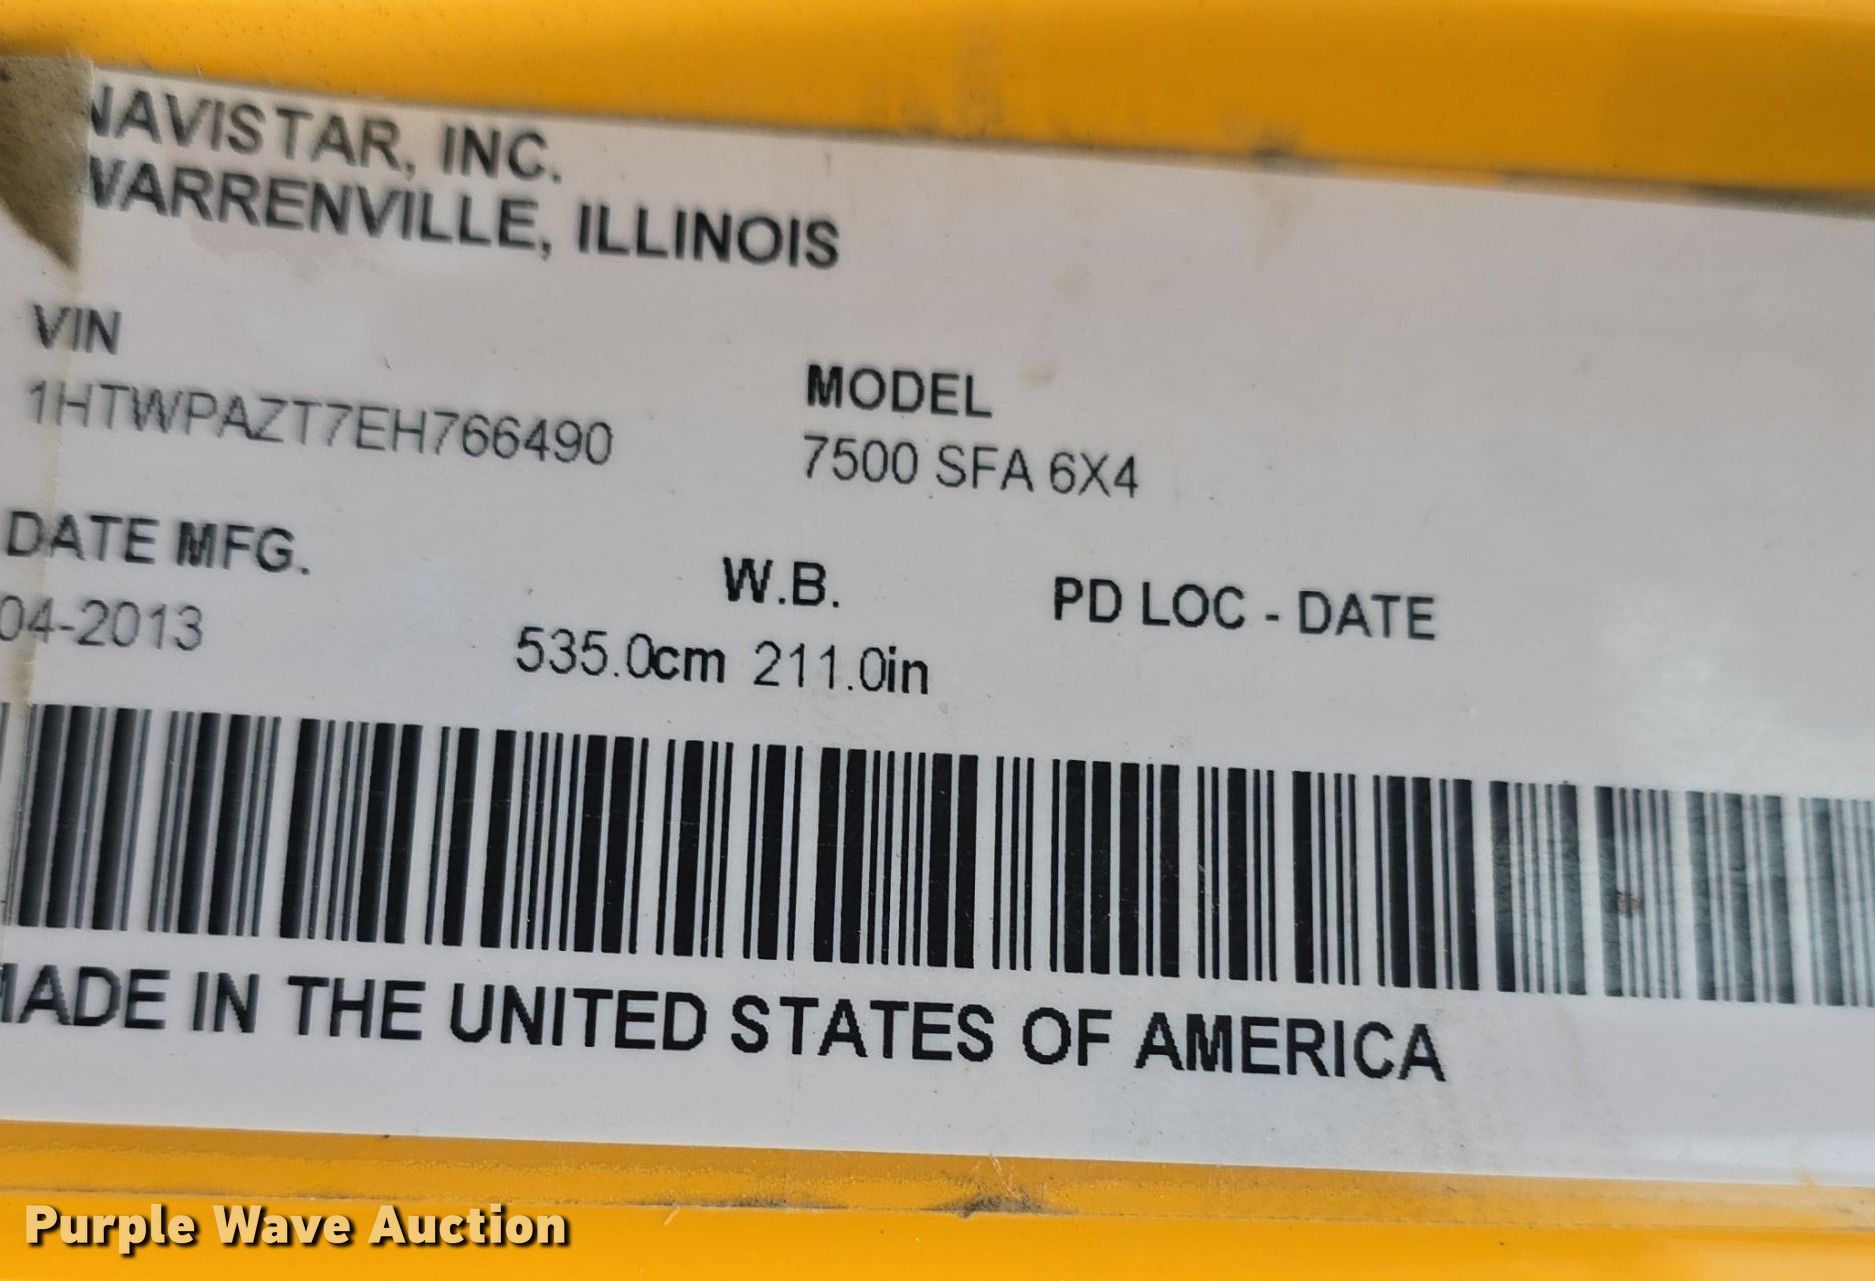 NAVISTAR, INC.
WARRENVILLE, ILLINOIS
VIN
1HTWPAZT7EH766490
MODEL
7500 SFA 6X4
DATE MFG.
04-2013
W.B.
535.0cm 211.0in
PD LOC - DATE
MADE IN THE UNITED STATES OF AMERICA
Purple Wave Auction